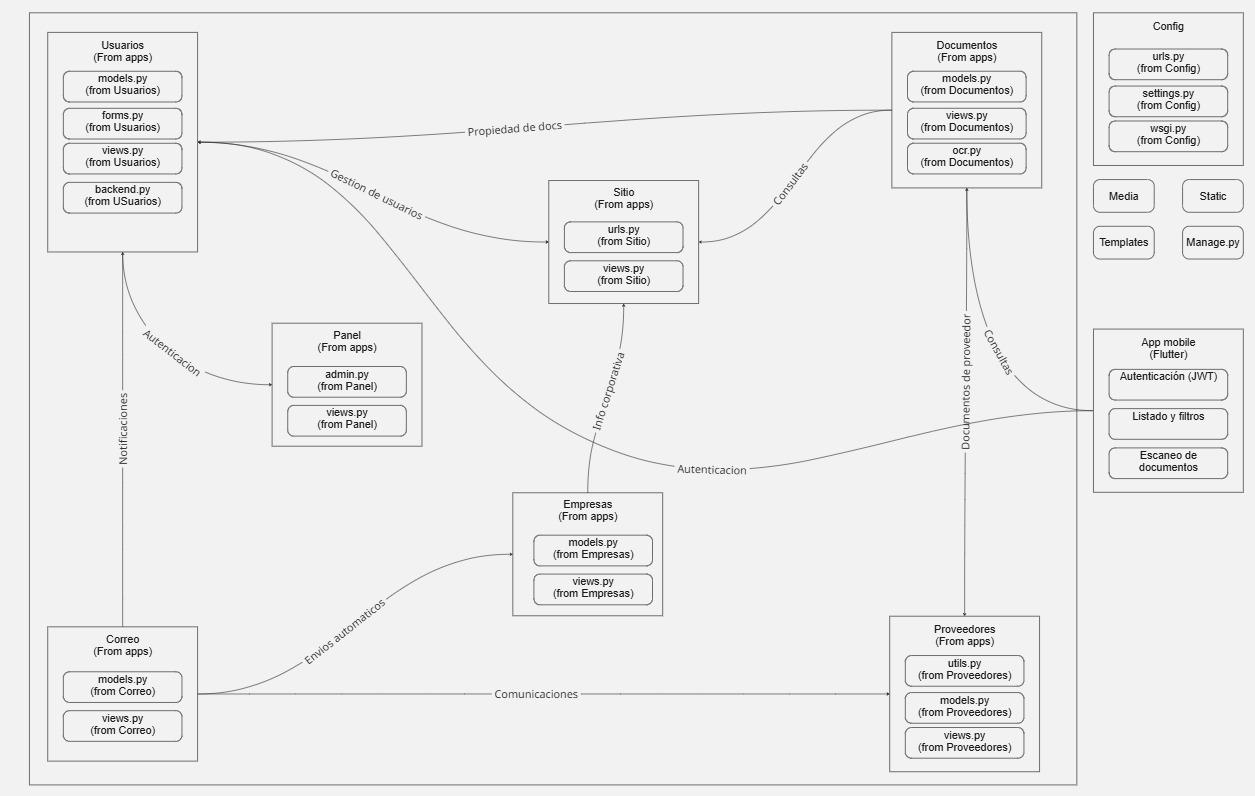 Usuarios
(From apps)
models.py
(from Usuarios)
forms.py
(from Usuarios)
views.py
(from Usuarios)
backend.py
(from USuarios)
Documentos
(From apps)
models.py
(from Documentos)
views.py
(from Documentos)
ocr.py
(from Documentos)
Config
urls.py
(from Config)
settings.py
(from Config)
wsgi.py
(from Config)
Propiedad de docs
Gestion de usuarios
Consultas
Sitio
(From apps)
urls.py
(from Sitio)
views.py
(from Sitio)
Media
Static
Templates
Manage.py
Autenticacion
Panel
(From apps)
admin.py
(from Panel)
views.py
(from Panel)
Notificaciones
Info corporativa
Documentos de proveedor
Consultas
App mobile
(Flutter)
Autenticación (JWT)
Listado y filtros
Escaneo de
documentos
Autenticacion
Empresas
(From apps)
models.py
(from Empresas)
views.py
(from Empresas)
Envios automaticos
Correo
(From apps)
models.py
(from Correo)
views.py
(from Correo)
Comunicaciones
Proveedores
(From apps)
utils.py
(from Proveedores)
models.py
(from Proveedores)
views.py
(from Proveedores)